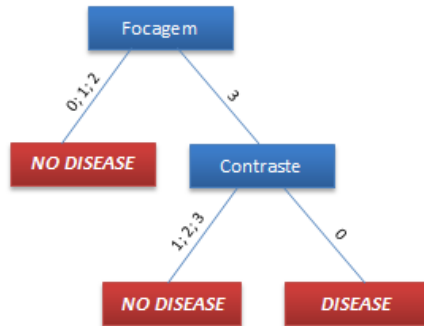 Focagem
0; 1; 2
3
NO DISEASE
Contraste
1; 2; 3
0
NO DISEASE
DISEASE